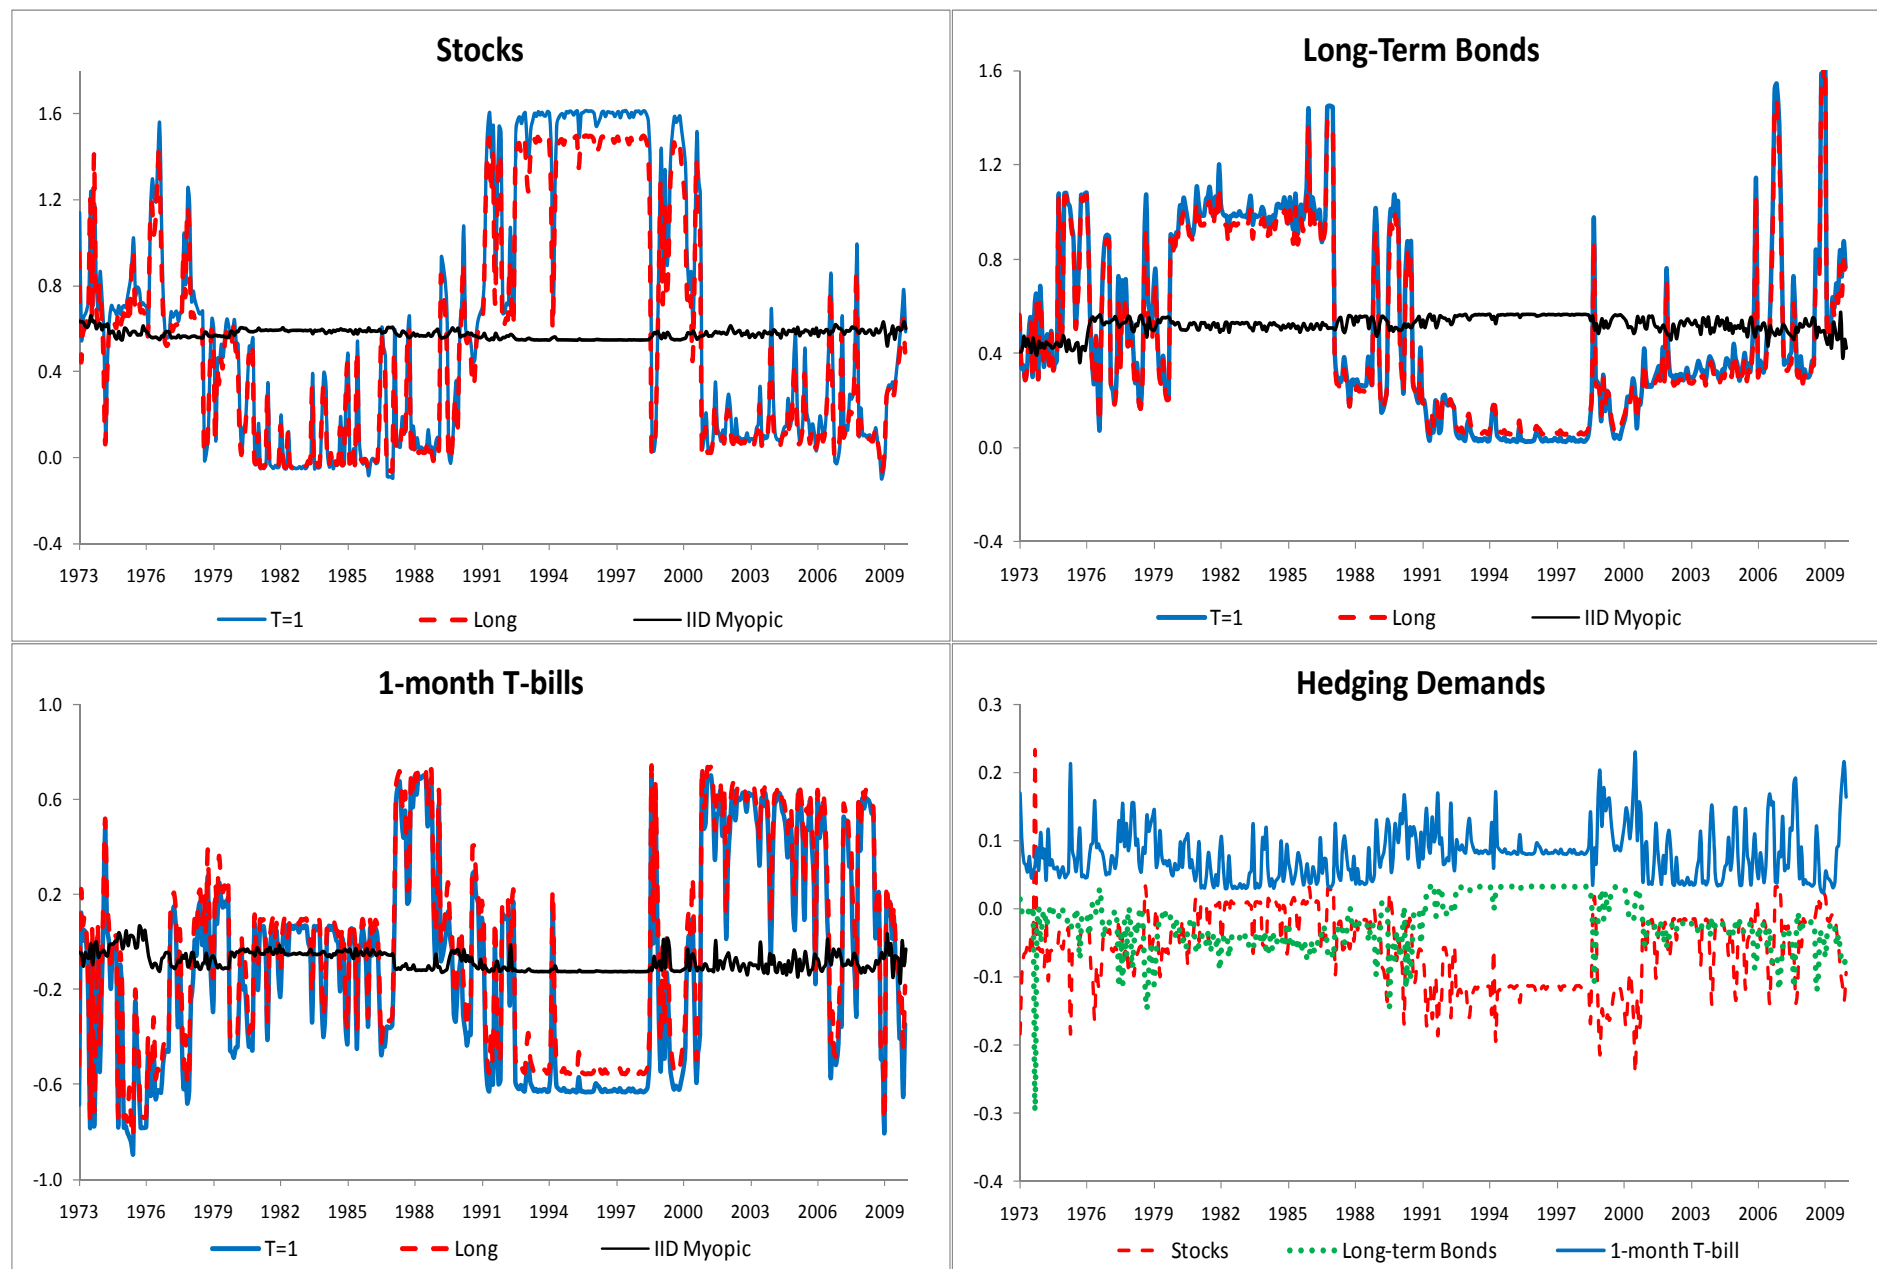 Stocks
1.6
1.2
0.8
0.4
0.0
-0.4
1973 1976 1979 1982 1985 1988 1991 1994 1997 2000 2003 2006 2009
T=1 Long IID Myopic
Long-Term Bonds
1.6
1.2
0.8
0.4
0.0
-0.4
1973 1976 1979 1982 1985 1988 1991 1994 1997 2000 2003 2006 2009
T=1 Long IID Myopic
1-month T-bills
1.0
0.6
0.2
-0.2
-0.6
-1.0
1973 1976 1979 1982 1985 1988 1991 1994 1997 2000 2003 2006 2009
T=1 Long IID Myopic
Hedging Demands
0.3
0.2
0.1
0.0
-0.1
-0.2
-0.3
-0.4
1973 1976 1979 1982 1985 1988 1991 1994 1997 2000 2003 2006 2009
Stocks Long-term Bonds 1-month T-bill